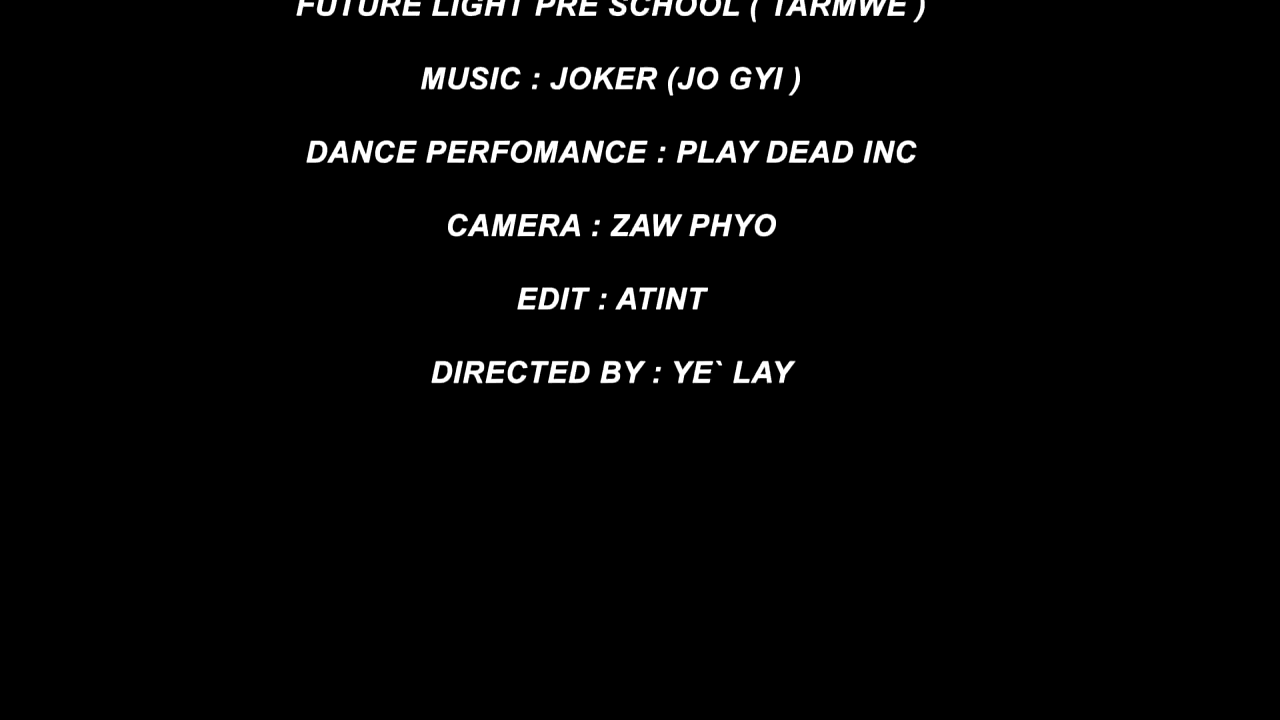 FUTURE LIGHT PRE SCHOOL ( TARMWE )
MUSIC : JOKER (JO GYI )
DANCE PERFOMANCE : PLAY DEAD INC
CAMERA : ZAW PHYO
EDIT : ATINT
DIRECTED BY : YE` LAY